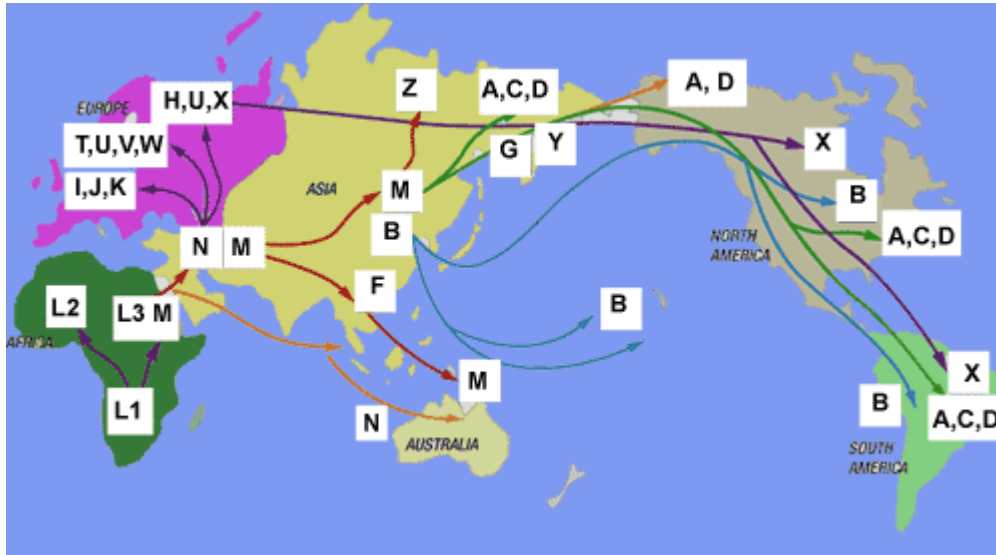 Z
A, D
H,U,X
A,C,D
EUROPE
T,U,V,W
G
Y
X
I,J,K
ASIA
M
B
B
N
M
NORTH
AMERICA
A,C,D
F
L2
L3 M
B
AFRICA
M
X
L1
B
A,C,D
N
AUSTRALIA
SOUTH
AMERICA